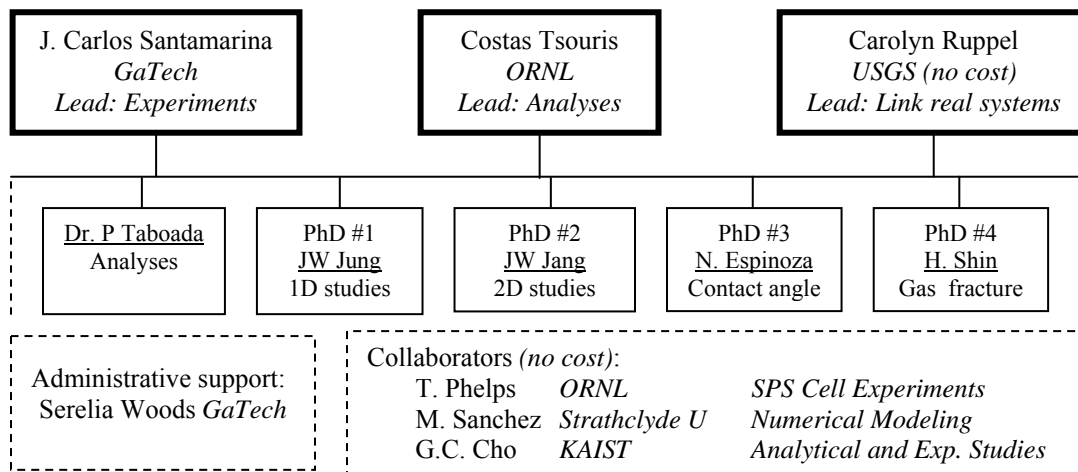 J. Carlos Santamarina
GaTech
Lead: Experiments
Costas Tsouris
ORNL
Lead: Analyses
Carolyn Ruppel
USGS (no cost)
Lead: Link real systems
Dr. P Taboada
Analyses
PhD #1
JW Jung
1D studies
PhD #2
JW Jang
2D studies
PhD #3
N. Espinoza
Contact angle
PhD #4
H. Shin
Gas fracture
Administrative support:
Serelia Woods GaTech
Collaborators (no cost):
T. Phelps ORNL SPS Cell Experiments
M. Sanchez Strathclyde U Numerical Modeling
G.C. Cho KAIST Analytical and Exp. Studies